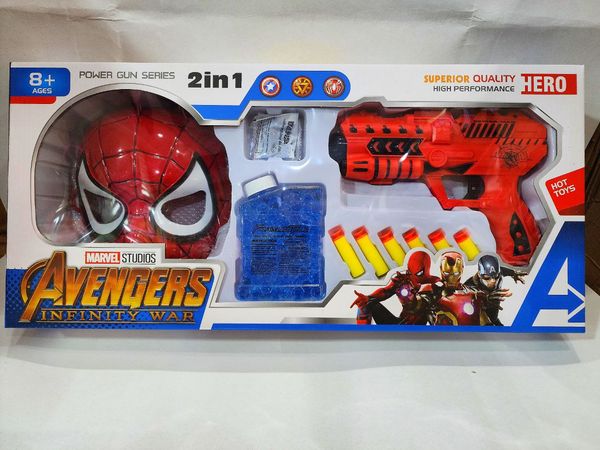 8+
AGES
POWER GUN SERIES
2in1
SUPERIOR QUALITY
HIGH PERFORMANCE
HERO
HOT
TOYS
MARVEL STUDIOS
AVENGERS
INFINITY WAR
A